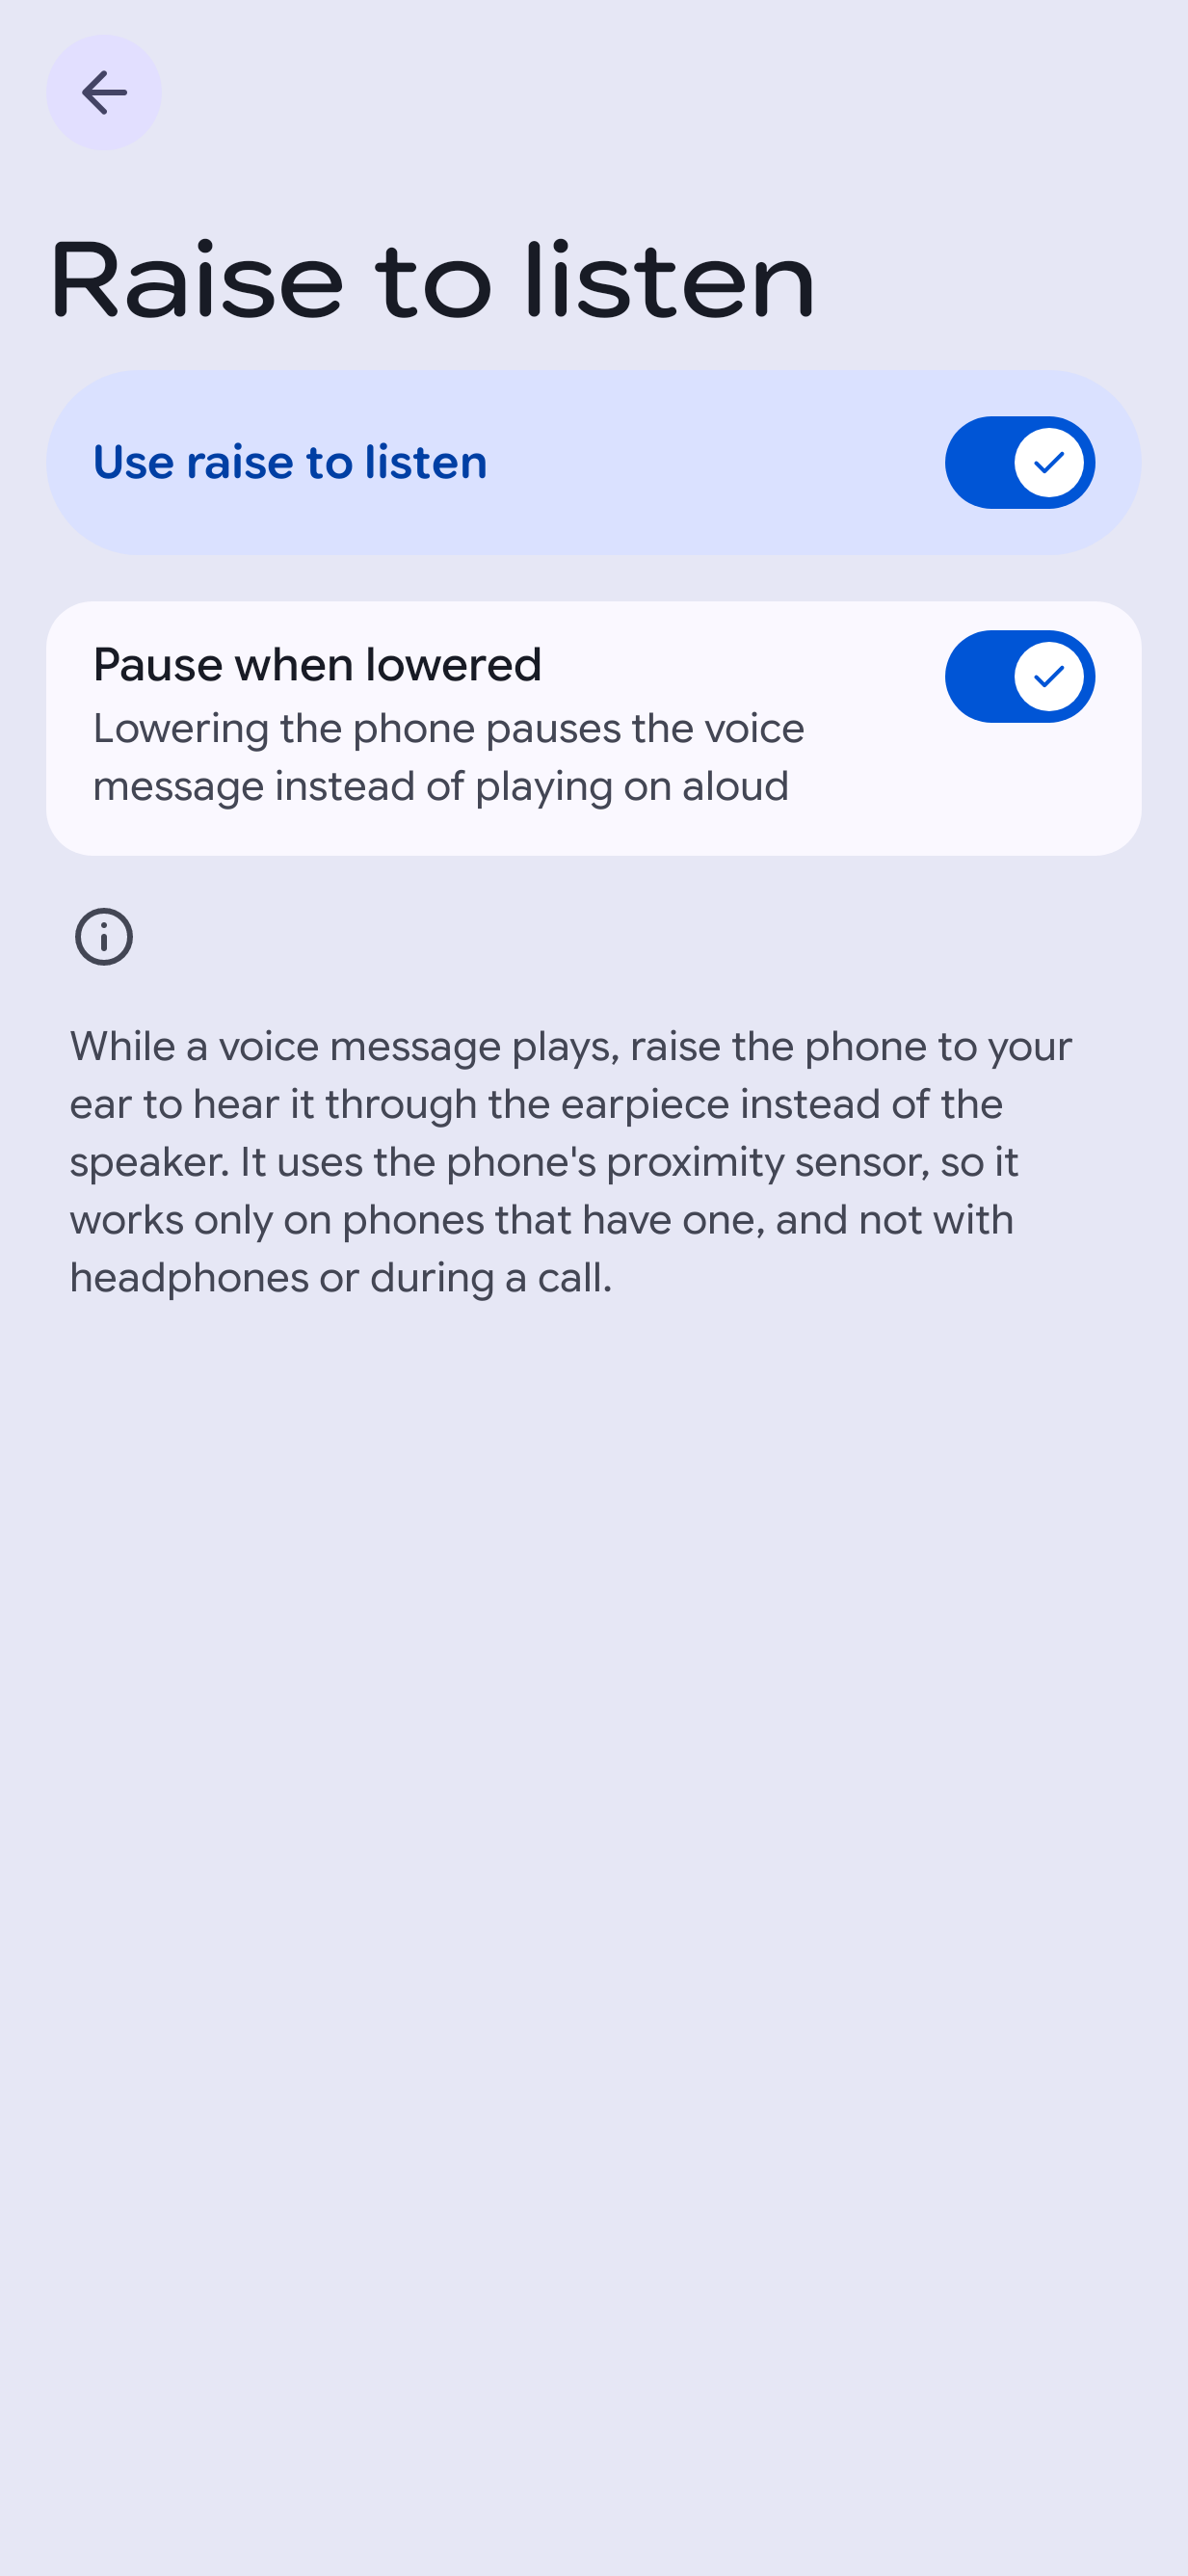 Raise to listen
Use raise to listen
Pause when lowered
Lowering the phone pauses the voice
message instead of playing on aloud
While a voice message plays, raise the phone to your
ear to hear it through the earpiece instead of the
speaker. It uses the phone's proximity sensor, so it
works only on phones that have one, and not with
headphones or during a call.